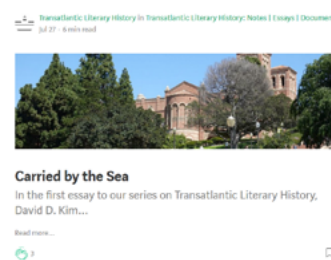 Transatlantic Literary History in Transatlantic Literary History: Notes | Essays | Documen
Jul 27 · 6 min read
Carried by the Sea
In the first essay to our series on Transatlantic Literary History,
David D. Kim...
Read more...
3